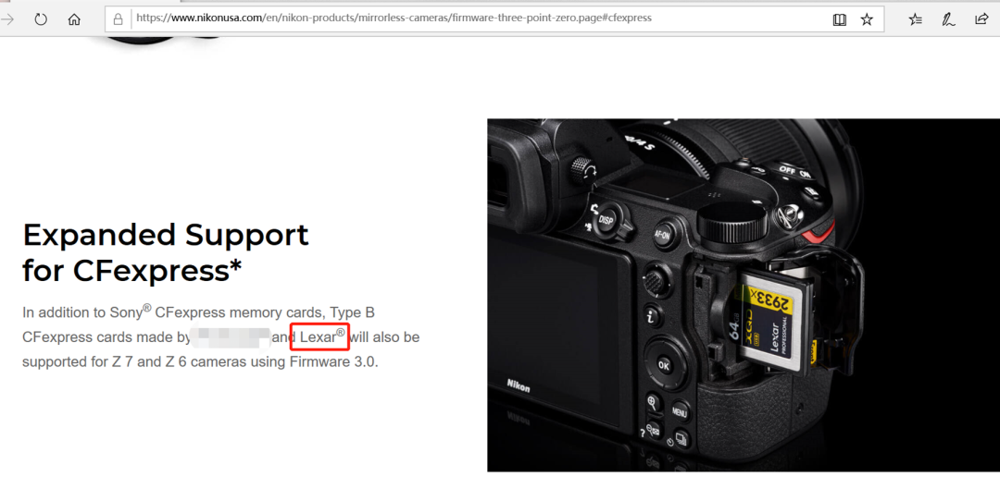 https://www.nikonusa.com/en/nikon-products/mirrorless-cameras/firmware-three-point-zero.page#cfexpress
Expanded Support
for CFexpress*
In addition to Sony® CFexpress memory cards, Type B
CFexpress cards made by and Lexar® will also be
supported for Z 7 and Z 6 cameras using Firmware 3.0.
/4 S
OFF ON
DISP
AF-ON
i
OK
MENU
?
Nikon
2933x
64GB
Lexar
PROFESSIONAL